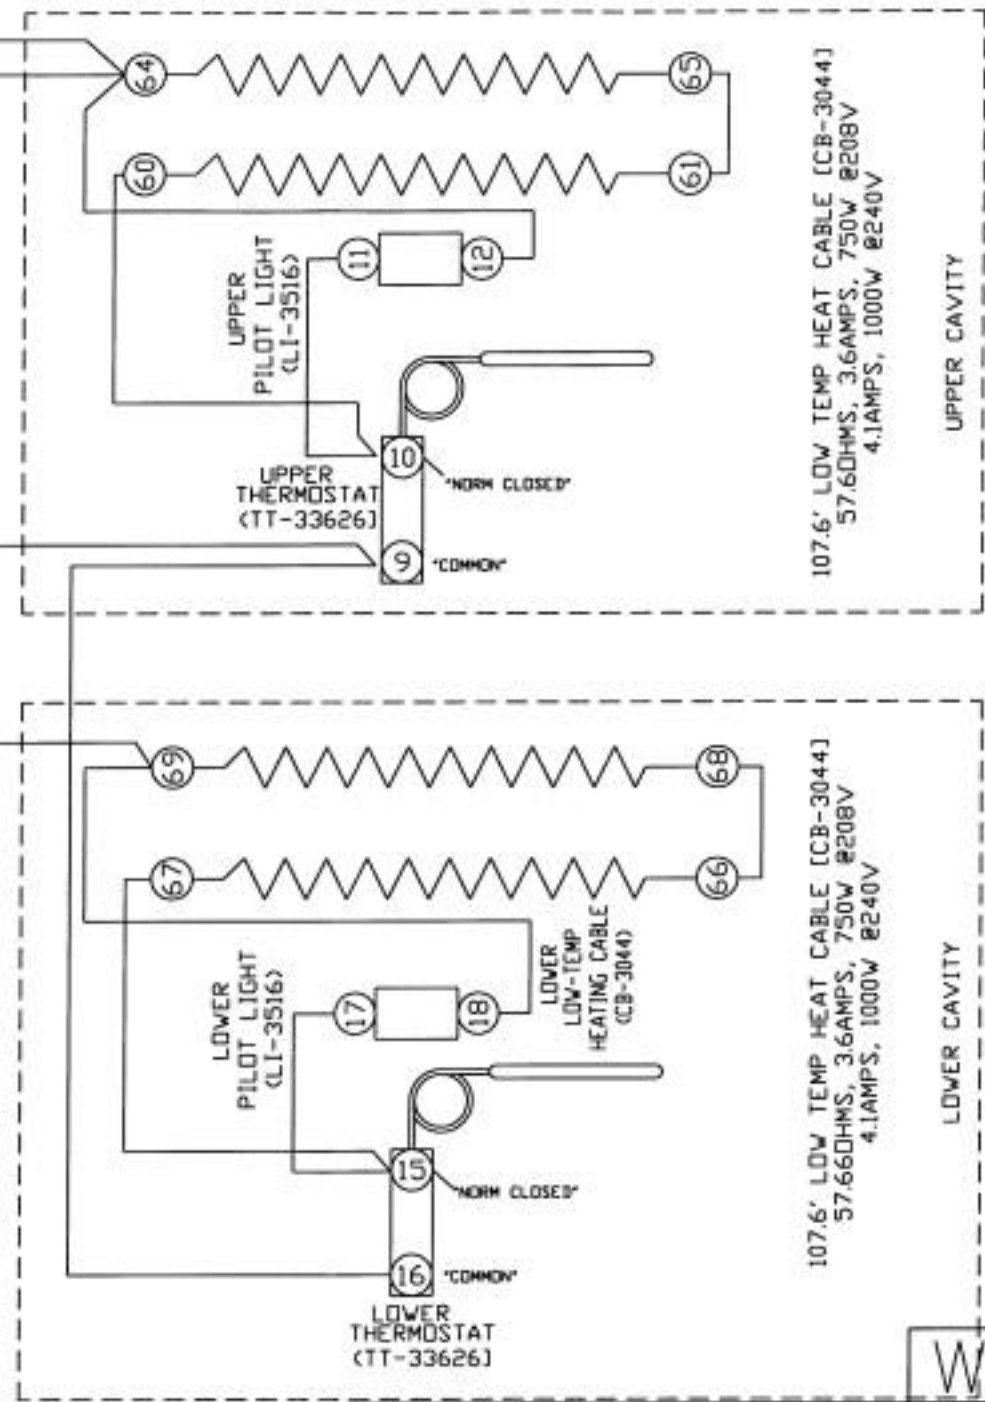 64
65
60
61
UPPER
PILOT LIGHT
(LI-3516)
11
12
10
"NORM CLOSED"
UPPER
THERMOSTAT
(TT-33626]
9
"COMMON"
107.6' LOW TEMP HEAT CABLE [CB-3044]
57.6OHMS, 3.6AMPS, 750W @208V
4.1AMPS, 1000W @240V
UPPER CAVITY
69
68
67
66
LOWER
PILOT LIGHT
(LI-3516)
17
18
LOWER
LOW-TEMP
HEATING CABLE
(CB-3044)
15
"NORM CLOSED"
16
"COMMON"
LOWER
THERMOSTAT
(TT-33626]
107.6' LOW TEMP HEAT CABLE [CB-3044]
57.66OHMS, 3.6AMPS, 750W @208V
4.1AMPS, 1000W @240V
LOWER CAVITY
W